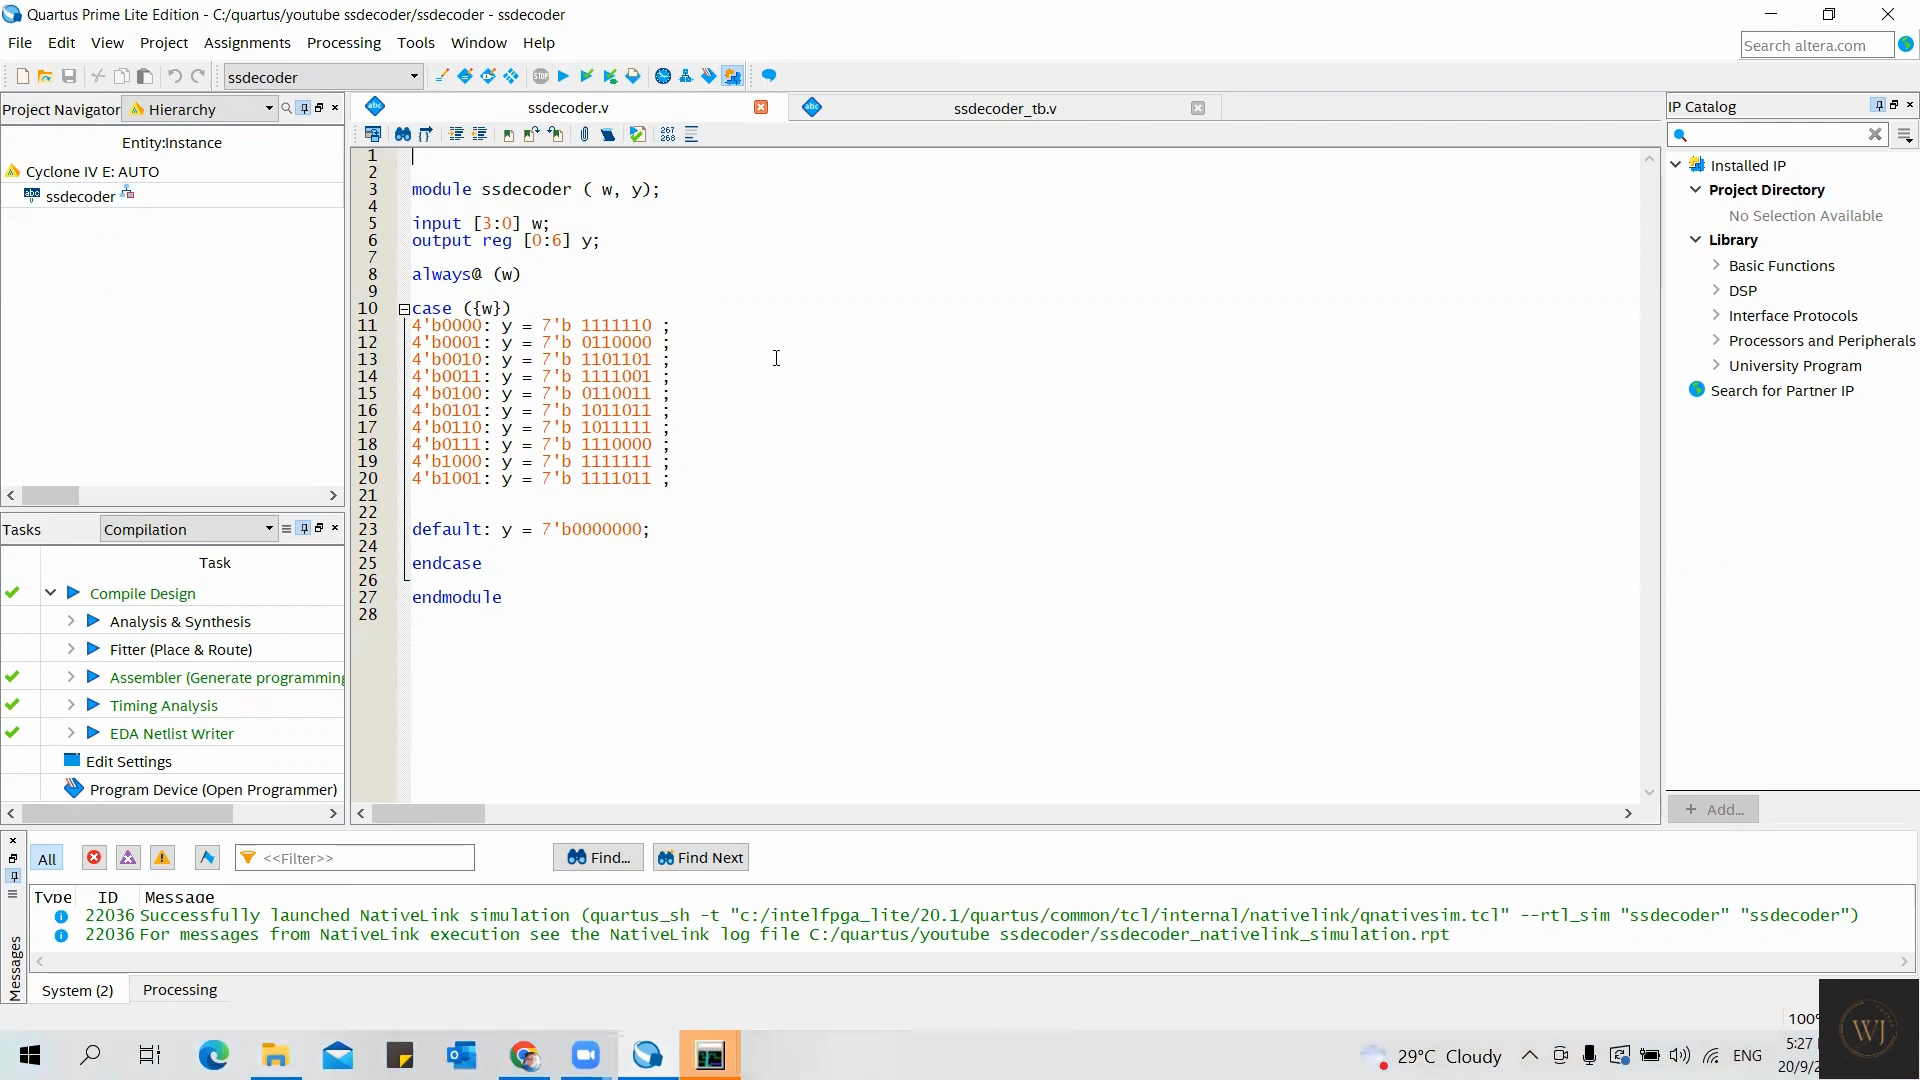 Quartus Prime Lite Edition - C:/quartus/youtube ssdecoder/ssdecoder - ssdecoder
File Edit View Project Assignments Processing Tools Window Help
Search altera.com
ssdecoder
Project Navigator Hierarchy
Entity:Instance
Cyclone IV E: AUTO
ssdecoder
Tasks Compilation
Task
Compile Design
Analysis & Synthesis
Fitter (Place & Route)
Assembler (Generate programming
Timing Analysis
EDA Netlist Writer
Edit Settings
Program Device (Open Programmer)
ssdecoder.v ssdecoder_tb.v
267
268
1
2
3 module ssdecoder ( w, y);
4
5 input [3:0] w;
6 output reg [0:6] y;
7
8 always@ (w)
9
10 case ({w})
11 4'b0000: y = 7'b 1111110 ;
12 4'b0001: y = 7'b 0110000 ;
13 4'b0010: y = 7'b 1101101 ;
14 4'b0011: y = 7'b 1111001 ;
15 4'b0100: y = 7'b 0110011 ;
16 4'b0101: y = 7'b 1011011 ;
17 4'b0110: y = 7'b 1011111 ;
18 4'b0111: y = 7'b 1110000 ;
19 4'b1000: y = 7'b 1111111 ;
20 4'b1001: y = 7'b 1111011 ;
21
22
23 default: y = 7'b0000000;
24
25 endcase
26
27 endmodule
28
IP Catalog
Installed IP
Project Directory
No Selection Available
Library
Basic Functions
DSP
Interface Protocols
Processors and Peripherals
University Program
Search for Partner IP
+ Add...
All <<Filter>> Find... Find Next
Type ID Message
22036 Successfully launched NativeLink simulation (quartus_sh -t "c:/intelfpga_lite/20.1/quartus/common/tcl/internal/nativelink/qnativesim.tcl" --rtl_sim "ssdecoder" "ssdecoder")
22036 For messages from NativeLink execution see the NativeLink log file C:/quartus/youtube ssdecoder/ssdecoder_nativelink_simulation.rpt
Messages
System (2) Processing
100%
29°C Cloudy ENG
5:27
20/9/2
WJ